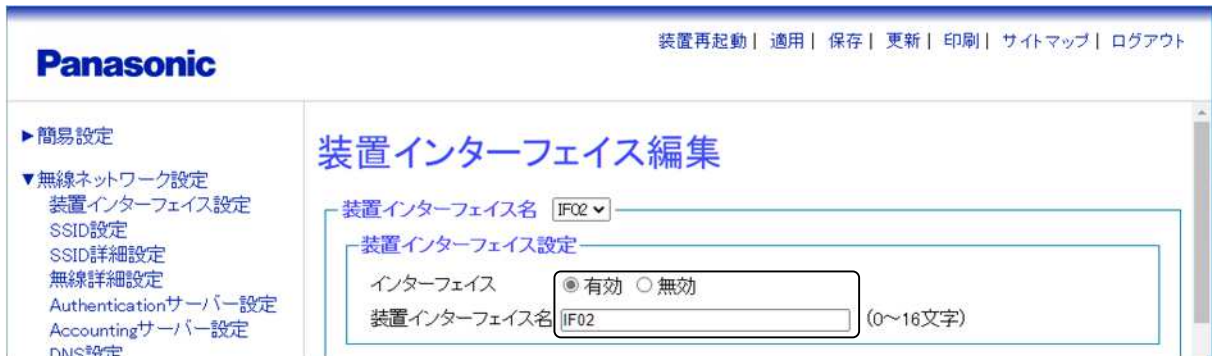 装置再起動| 適用| 保存| 更新| 印刷| サイトマップ| ログアウト
Panasonic
▶簡易設定
▼無線ネットワーク設定
装置インターフェイス設定
SSID設定
SSID詳細設定
無線詳細設定
Authenticationサーバー設定
Accountingサーバー設定
DNS設定
装置インターフェイス編集
装置インターフェイス名 IF02
装置インターフェイス設定
インターフェイス 有効 無効
装置インターフェイス名 IF02 (0～16文字)